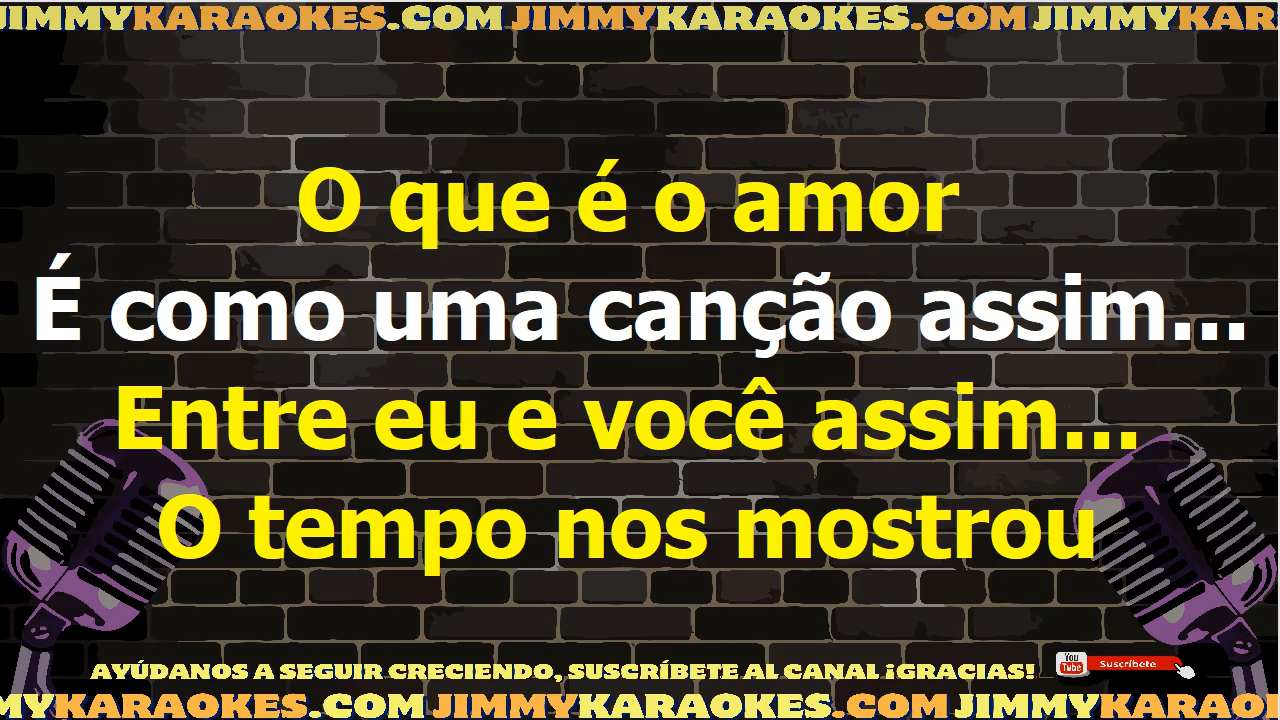 JIMMYKARAOKES.COM JIMMYKARAOKES.COM JIMMYKAR
O que é o amor
É como uma canção assim...
Entre eu e você assim...
O tempo nos mostrou
AYÚDANOS A SEGUIR CRECIENDO, SUSCRÍBETE AL CANAL ¡GRACIAS!
You Tube Suscríbete
MYKARAOKES.COM JIMMYKARAOKES.COM JIMMYKARAO